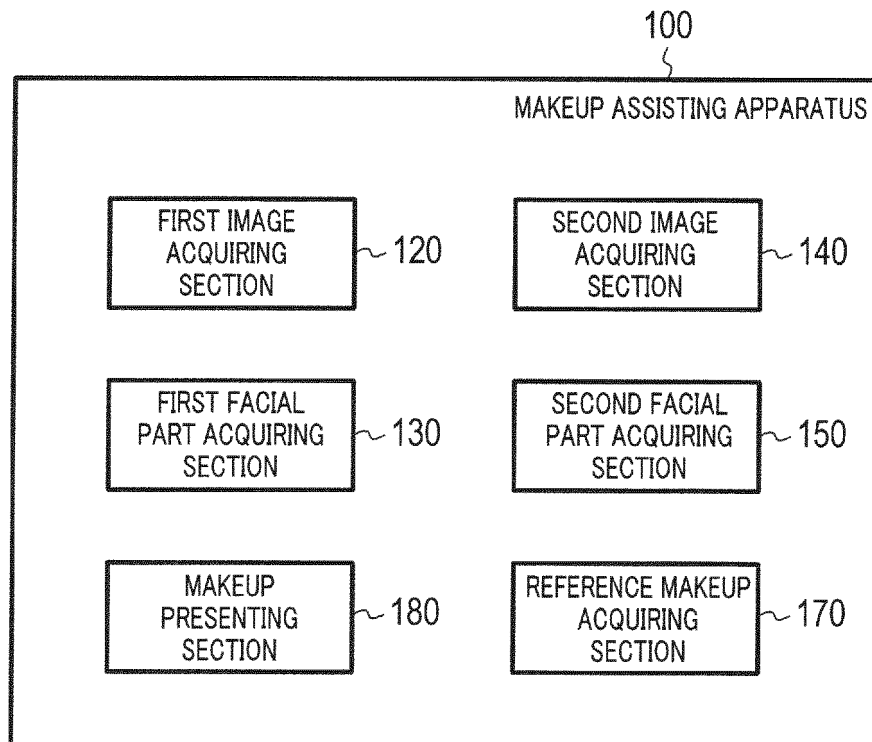 100
MAKEUP ASSISTING APPARATUS
FIRST IMAGE
ACQUIRING
SECTION
120
SECOND IMAGE
ACQUIRING
SECTION
140
FIRST FACIAL
PART ACQUIRING
SECTION
130
SECOND FACIAL
PART ACQUIRING
SECTION
150
MAKEUP
PRESENTING
SECTION
180
REFERENCE MAKEUP
ACQUIRING
SECTION
170